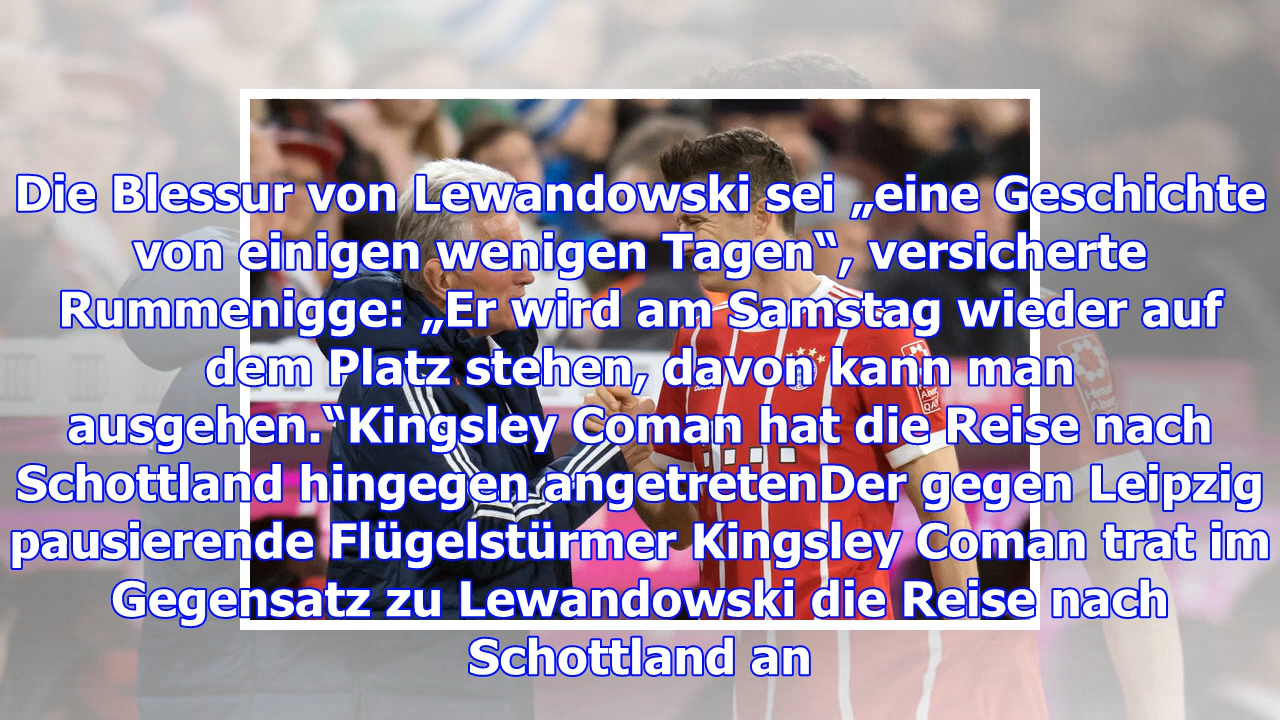 Die Blessur von Lewandowski sei „eine Geschichte
von einigen wenigen Tagen“, versicherte
Rummenigge: „Er wird am Samstag wieder auf
dem Platz stehen, davon kann man
ausgehen.“Kingsley Coman hat die Reise nach
Schottland hingegen angetretenDer gegen Leipzig
pausierende Flügelstürmer Kingsley Coman trat im
Gegensatz zu Lewandowski die Reise nach
Schottland an